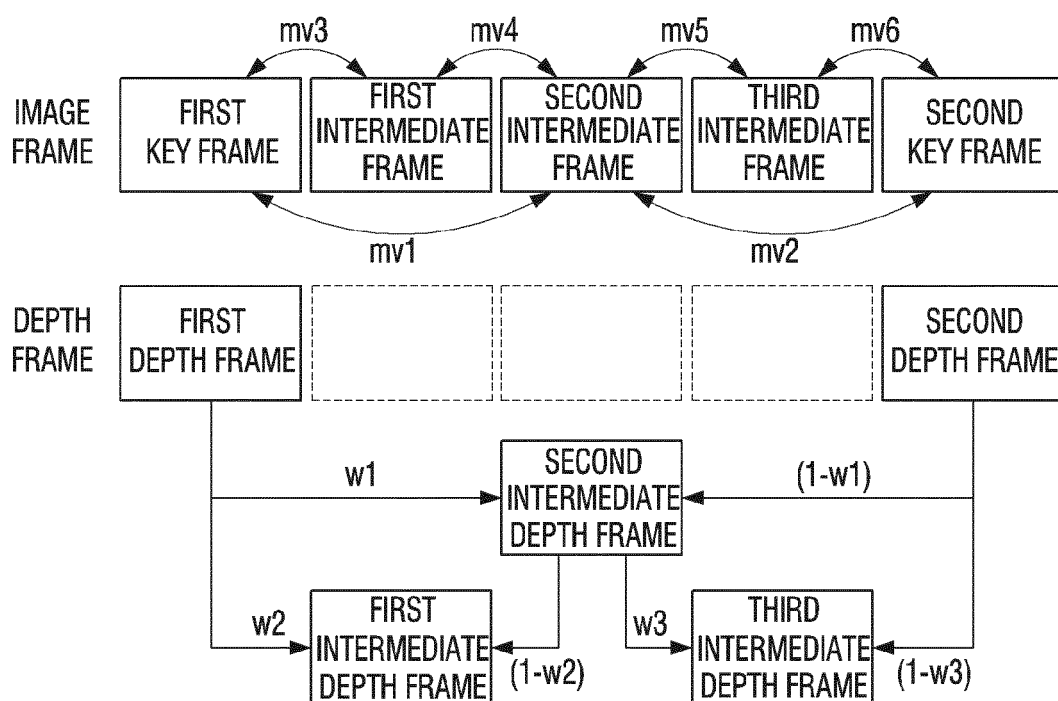 mv3 mv4 mv5 mv6
IMAGE
FRAME
FIRST
KEY FRAME
FIRST
INTERMEDIATE
FRAME
SECOND
INTERMEDIATE
FRAME
THIRD
INTERMEDIATE
FRAME
SECOND
KEY FRAME
mv1 mv2
DEPTH
FRAME
FIRST
DEPTH FRAME
SECOND
DEPTH FRAME
w1
SECOND
INTERMEDIATE
DEPTH FRAME
(1-w1)
w2
FIRST
INTERMEDIATE
DEPTH FRAME
(1-w2)
w3
THIRD
INTERMEDIATE
DEPTH FRAME
(1-w3)